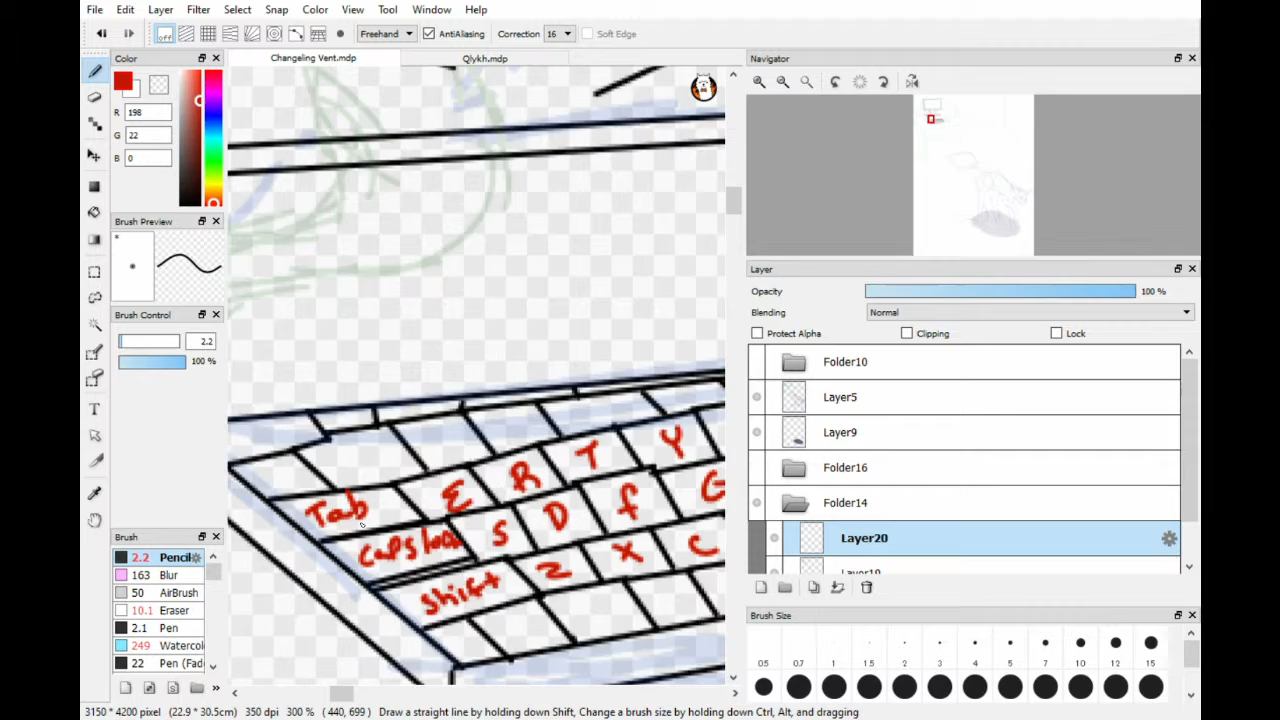 File Edit Layer Filter Select Snap Color View Tool Window Help
off Freehand AntiAliasing Correction 16 Soft Edge
Color
Changeling Vent.mdp Qlykh.mdp
Navigator
R 198
G 22
B 0
Brush Preview
*
Layer
Opacity 100 %
Brush Control
Blending Normal
2.2
Protect Alpha Clipping Lock
100 %
Folder10
Layer5
Layer9
Folder16
Folder14
Layer20
Tab E R T Y
Caps lock S D f G
Shift Z X C
Brush
2.2 Pencil
163 Blur
50 AirBrush
10.1 Eraser
2.1 Pen
249 Waterco
22 Pen (Fad
Brush Size
0.5 0.7 1 1.5 2 3 4 5 7 10 12 15
3150 * 4200 pixel (22.9 * 30.5cm) 350 dpi 300 % ( 440, 699 ) Draw a straight line by holding down Shift, Change a brush size by holding down Ctrl, Alt, and dragging